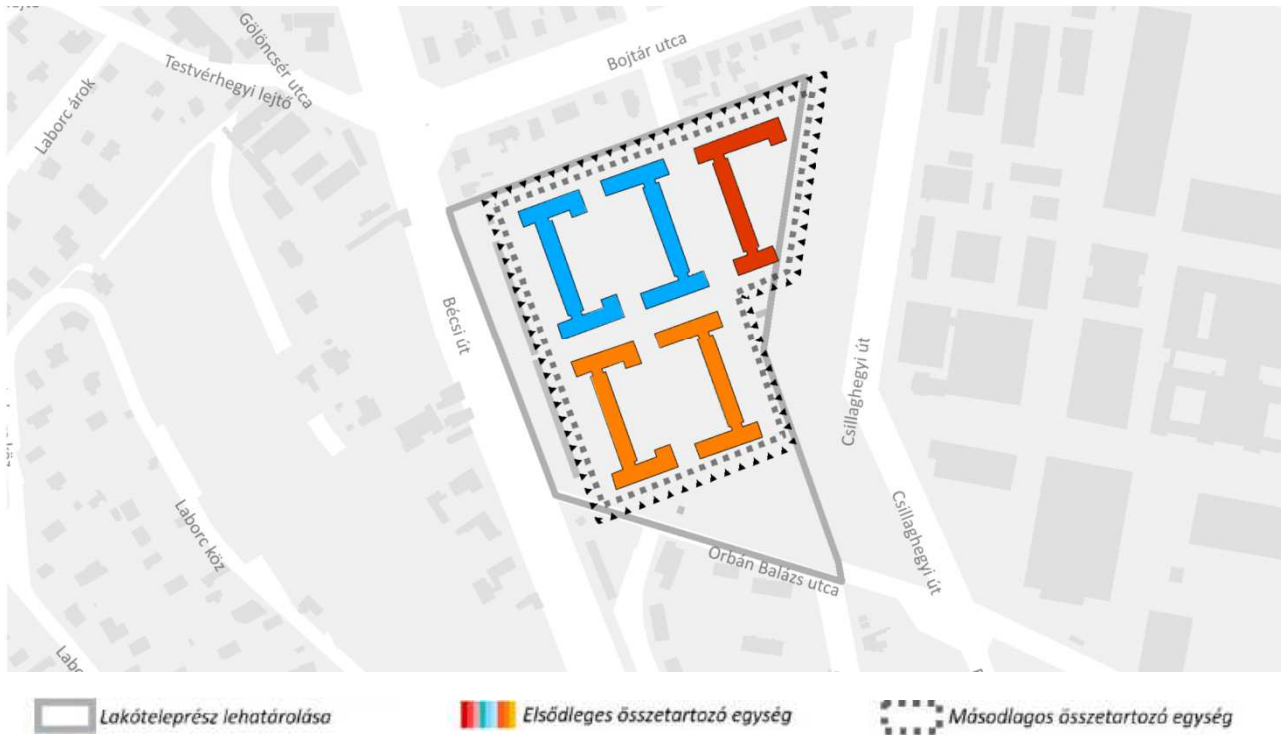 Gölöncsér utca
Testvérhegyi lejtő
Bojtár utca
Laborc árok
Bécsi út
Csillaghegyi út
Laborc köz
Csillaghegyi út
Orbán Balázs utca
Lakóteleprész lehatárolása
Elsődleges összetartozó egység
Másodlagos összetartozó egység